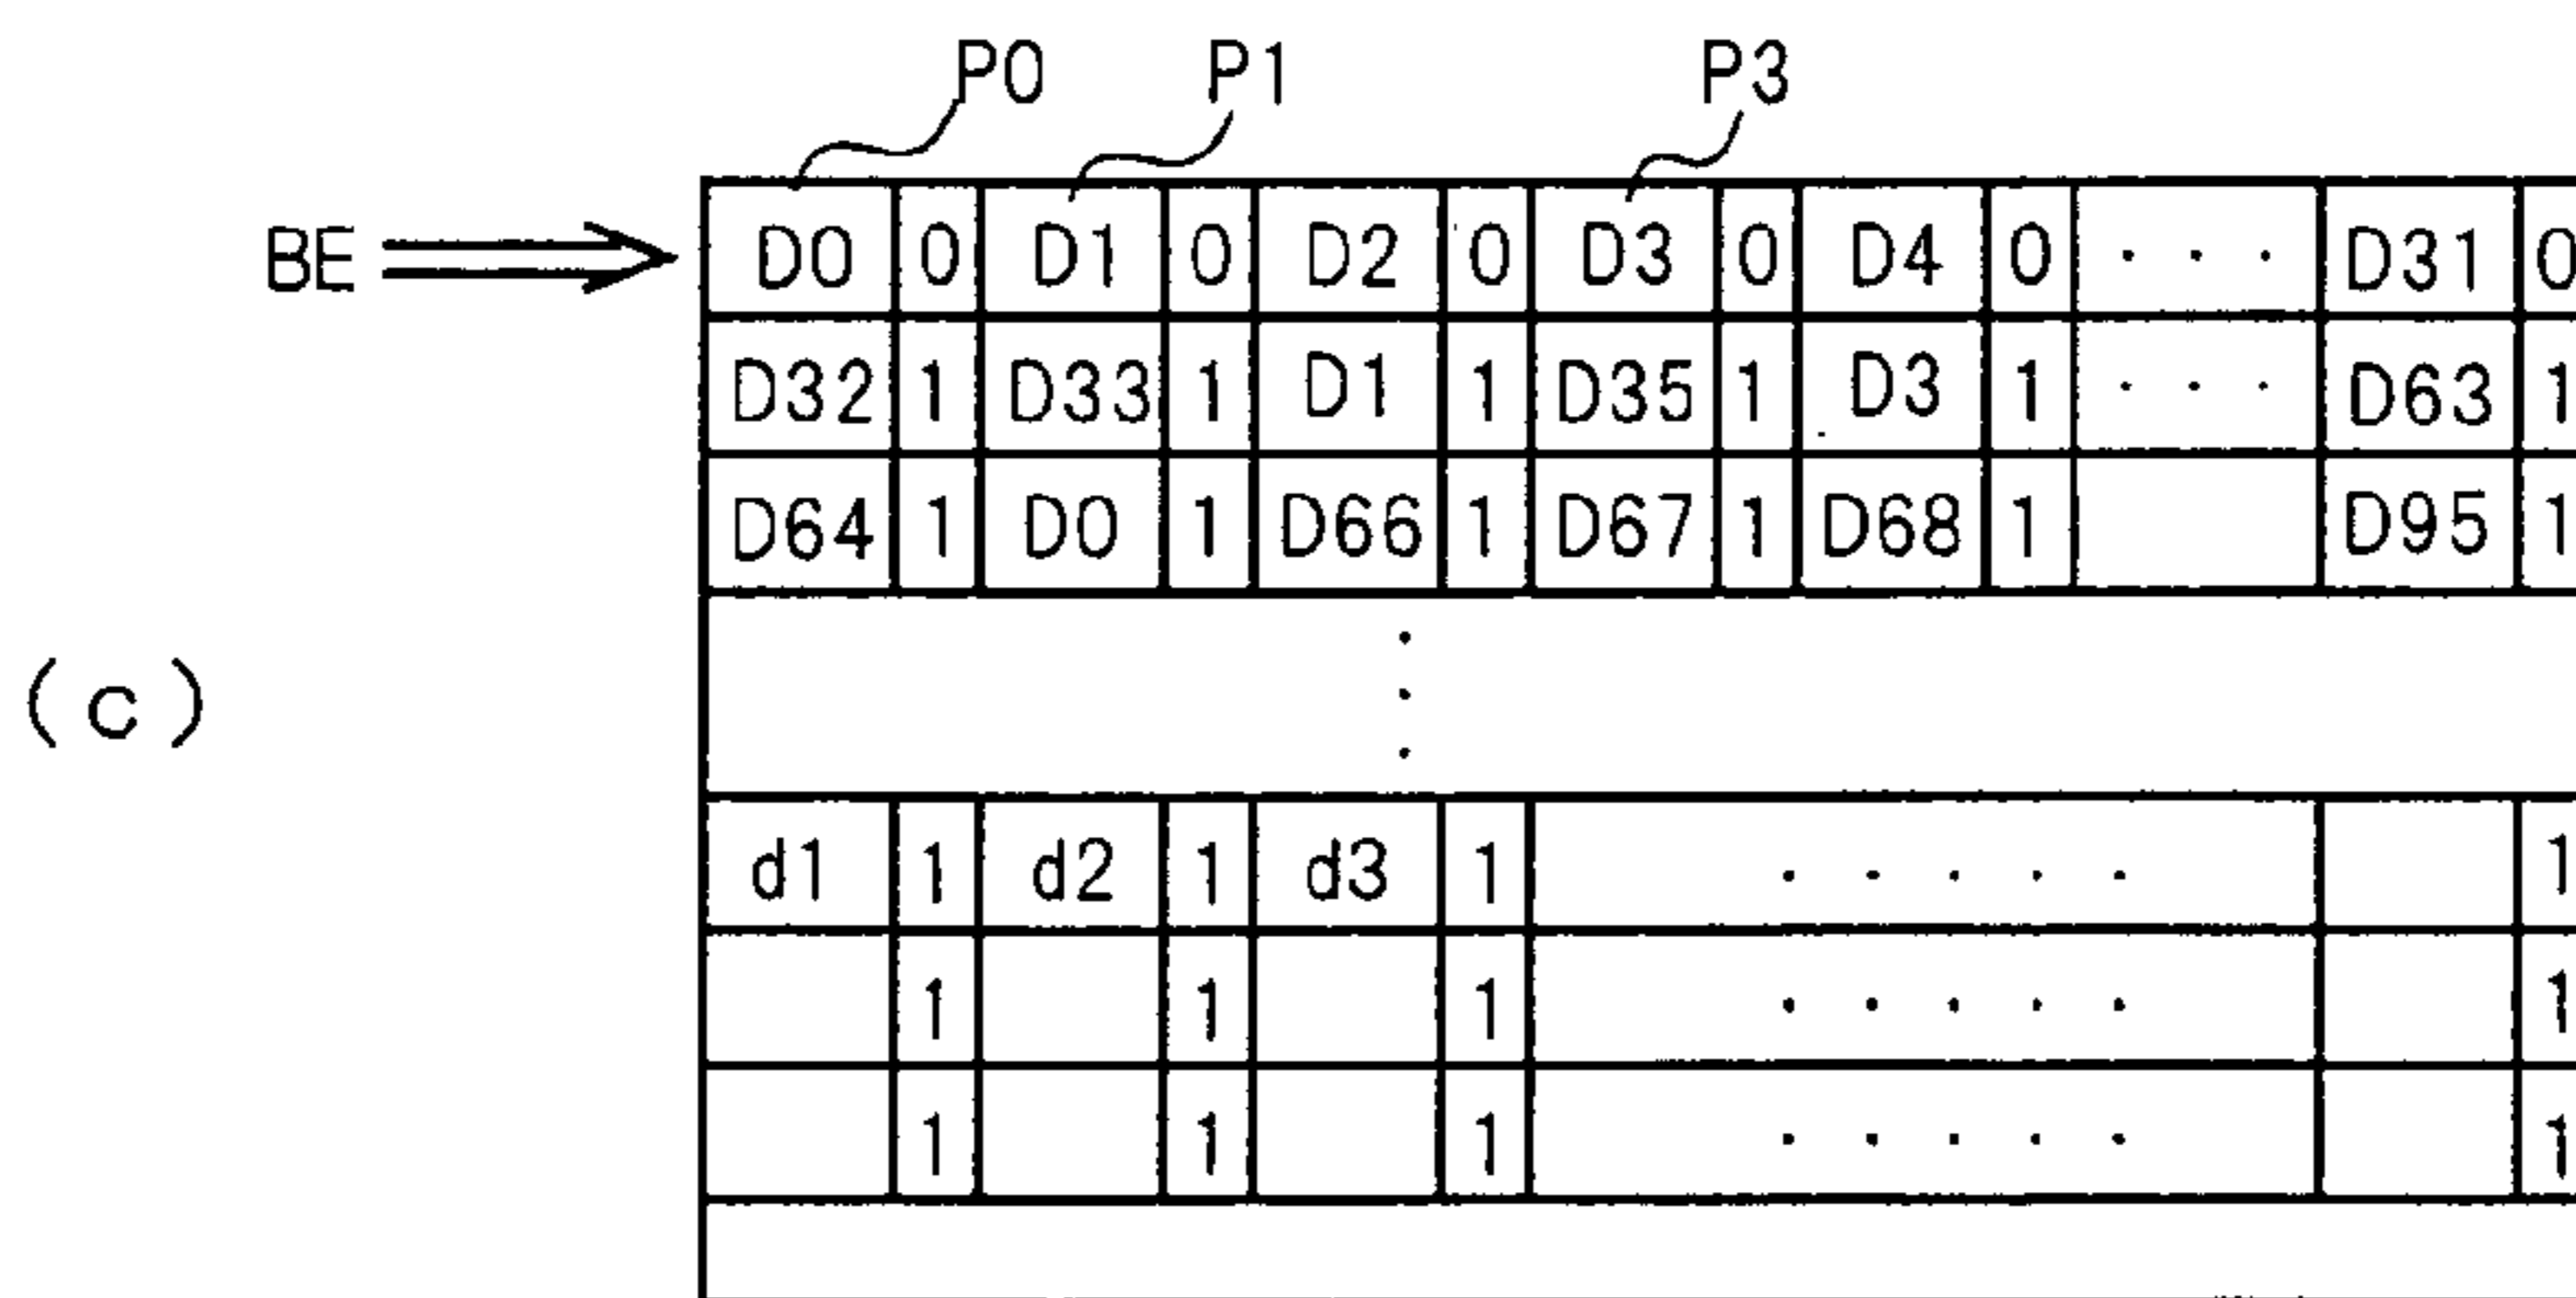 P0 P1 P3
BE D0 0 D1 0 D2 0 D3 0 D4 0 · · · D31 0
D32 1 D33 1 D1 1 D35 1 D3 1 · · · D63 1
D64 1 D0 1 D66 1 D67 1 D68 1 D95 1
(c)
d1 1 d2 1 d3 1 · · · · · 1
1 1 1 · · · · · 1
1 1 1 · · · · · 1